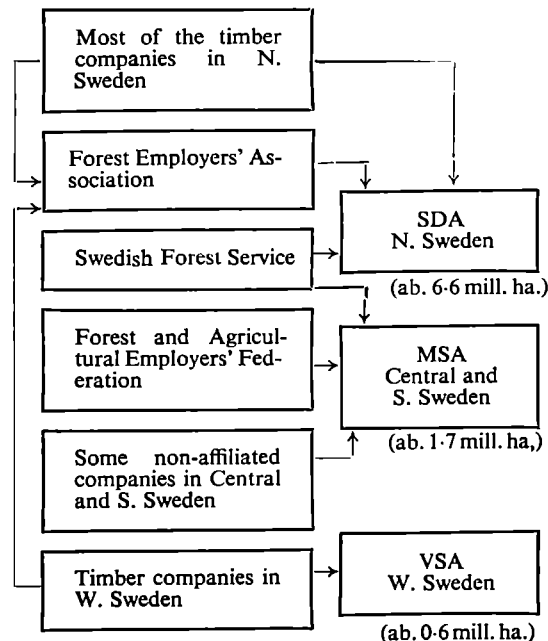 Most of the timber
companies in N.
Sweden
Forest Employers' As-
sociation
SDA
N. Sweden
Swedish Forest Service
(ab. 6·6 mill. ha.)
Forest and Agricul-
tural Employers' Fed-
eration
MSA
Central and
S. Sweden
(ab. 1·7 mill. ha,)
Some non-affiliated
companies in Central
and S. Sweden
Timber companies in
W. Sweden
VSA
W. Sweden
(ab. 0·6 mill. ha.)